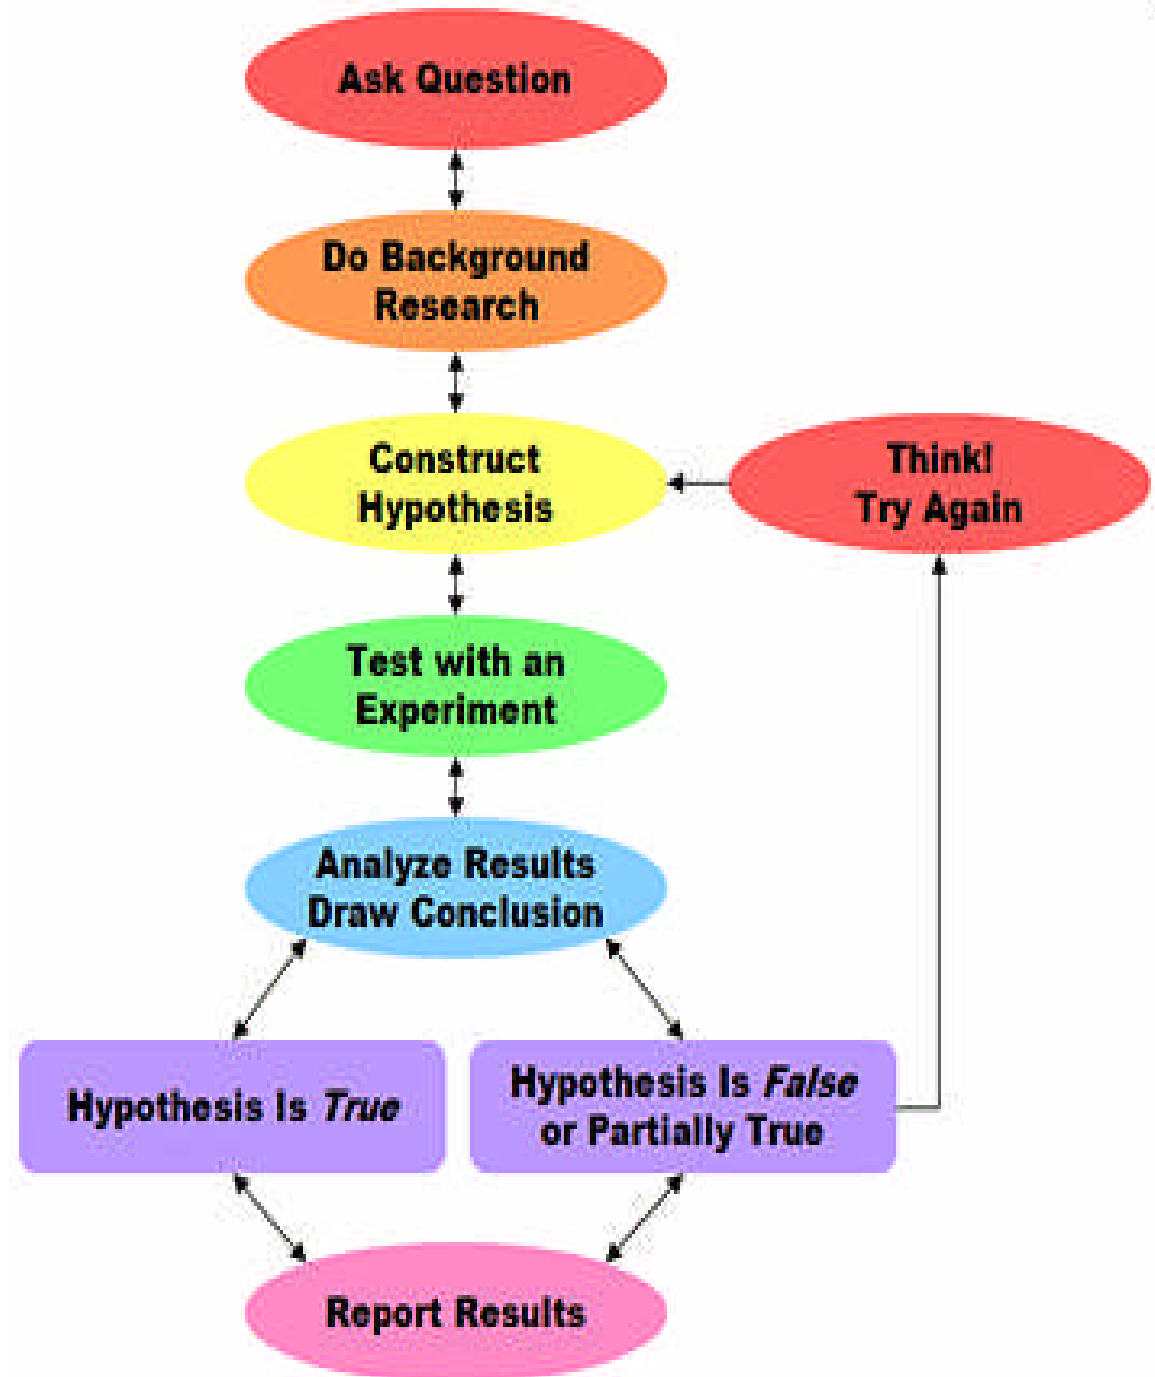 Ask Question
Do Background
Research
Construct
Hypothesis
Think!
Try Again
Test with an
Experiment
Analyze Results
Draw Conclusion
Hypothesis Is True
Hypothesis Is False
or Partially True
Report Results